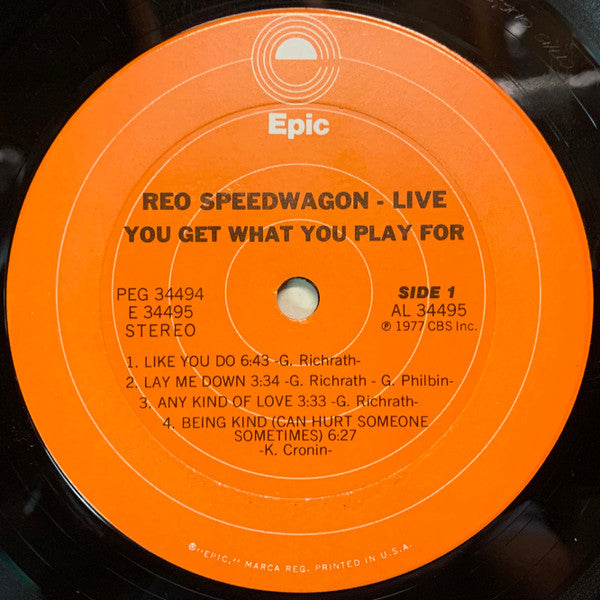 Epic
REO SPEEDWAGON - LIVE
YOU GET WHAT YOU PLAY FOR
PEG 34494
E 34495
STEREO
SIDE 1
AL 34495
℗ 1977 CBS Inc.
1. LIKE YOU DO 6:43 -G. Richrath-
2. LAY ME DOWN 3:34 -G. Richrath - G. Philbin-
3. ANY KIND OF LOVE 3:33 -G. Richrath-
4. BEING KIND (CAN HURT SOMEONE
SOMETIMES) 6:27
-K. Cronin-
®"EPIC," MARCA REG. PRINTED IN U.S.A.